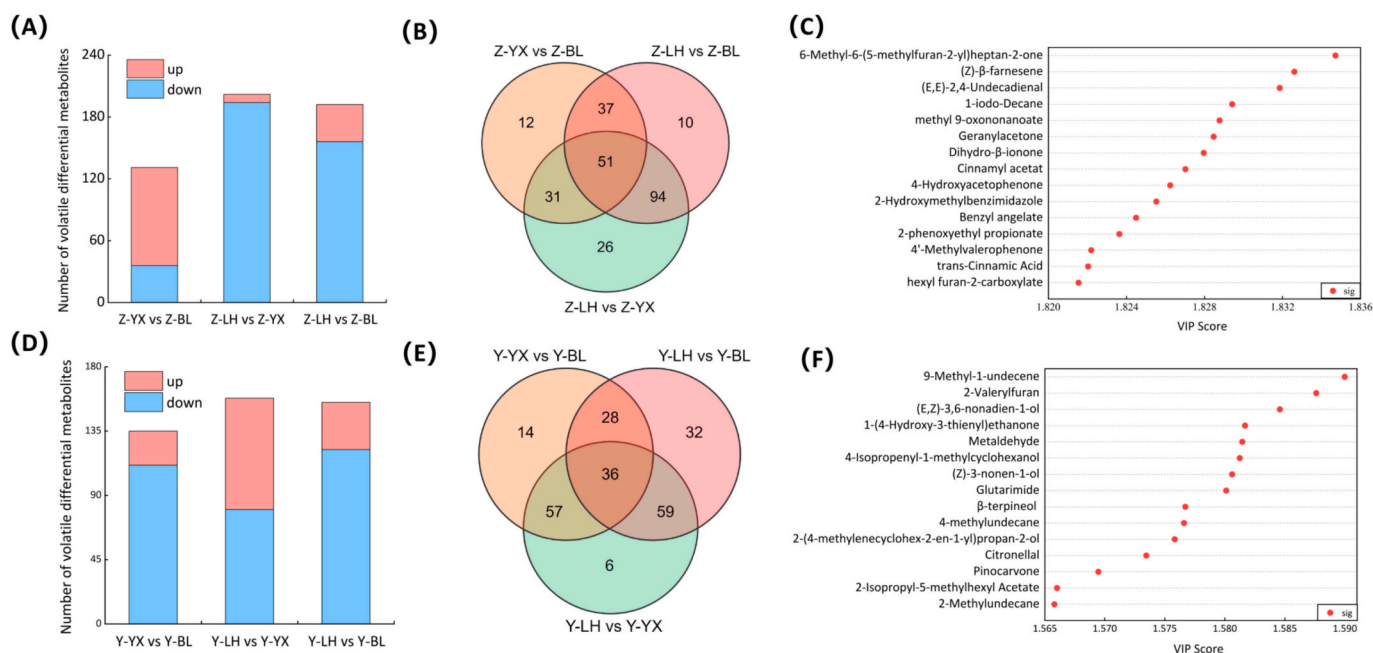 (A)
240
180
120
60
0
Number of volatile differential metabolites
up
down
Z-YX vs Z-BL
Z-LH vs Z-YX
Z-LH vs Z-BL
(B)
Z-YX vs Z-BL
Z-LH vs Z-BL
12
37
10
51
31
94
26
Z-LH vs Z-YX
(C)
6-Methyl-6-(5-methylfuran-2-yl)heptan-2-one
(Z)-β-farnesene
(E,E)-2,4-Undecadienal
1-iodo-Decane
methyl 9-oxononanoate
Geranylacetone
Dihydro-β-ionone
Cinnamyl acetat
4-Hydroxyacetophenone
2-Hydroxymethylbenzimidazole
Benzyl angelate
2-phenoxyethyl propionate
4'-Methylvalerophenone
trans-Cinnamic Acid
hexyl furan-2-carboxylate
sig
1.820
1.824
1.828
1.832
1.836
VIP Score
(D)
180
135
90
45
0
Number of volatile differential metabolites
up
down
Y-YX vs Y-BL
Y-LH vs Y-YX
Y-LH vs Y-BL
(E)
Y-YX vs Y-BL
Y-LH vs Y-BL
14
28
32
36
57
59
6
Y-LH vs Y-YX
(F)
9-Methyl-1-undecene
2-Valerylfuran
(E,Z)-3,6-nonadien-1-ol
1-(4-Hydroxy-3-thienyl)ethanone
Metaldehyde
4-Isopropenyl-1-methylcyclohexanol
(Z)-3-nonen-1-ol
Glutarimide
β-terpineol
4-methylundecane
2-(4-methylenecyclohex-2-en-1-yl)propan-2-ol
Citronellal
Pinocarvone
2-Isopropyl-5-methylhexyl Acetate
2-Methylundecane
sig
1.565
1.570
1.575
1.580
1.585
1.590
VIP Score